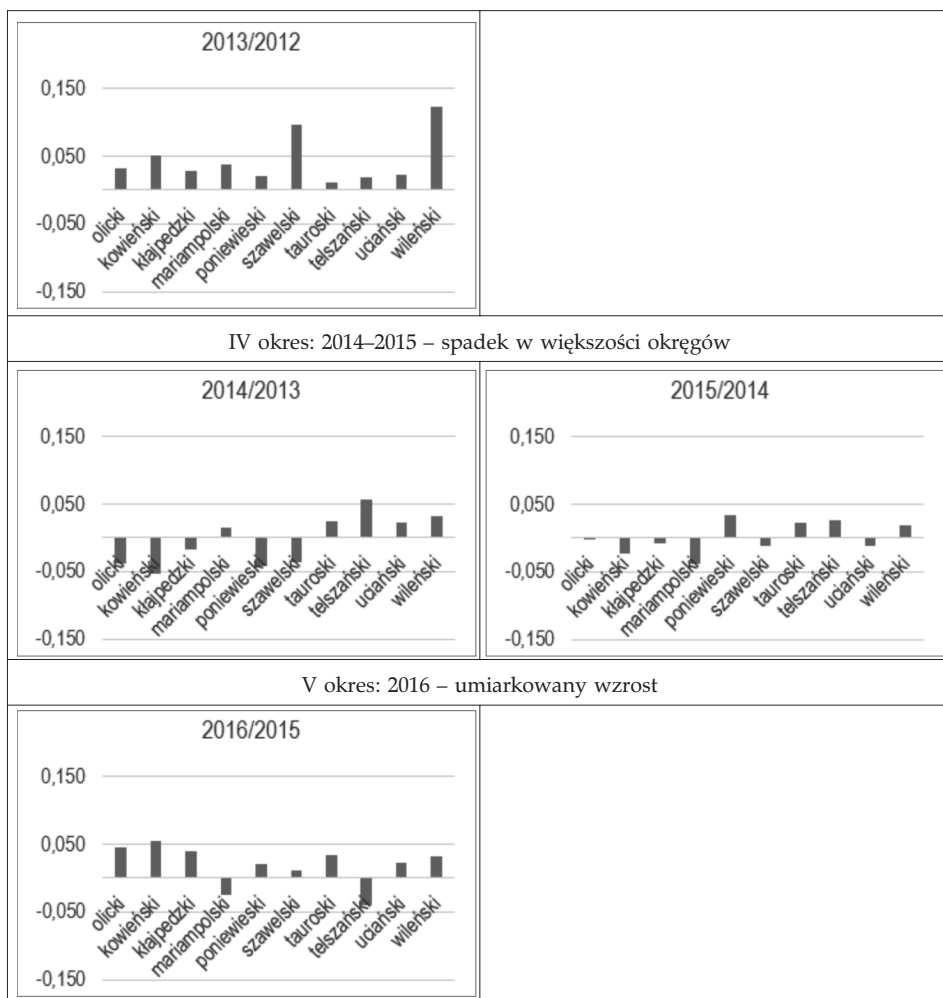 2013/2012
0,150
0,050
-0,050
-0,150
olicki
kowieński
kłajpedzki
mariampolski
poniewieski
szawelski
tauroski
telszański
uciański
wileński
IV okres: 2014–2015 – spadek w większości okręgów
2014/2013
0,150
0,050
-0,050
-0,150
olicki
kowieński
kłajpedzki
mariampolski
poniewieski
szawelski
tauroski
telszański
uciański
wileński
2015/2014
0,150
0,050
-0,050
-0,150
olicki
kowieński
kłajpedzki
mariampolski
poniewieski
szawelski
tauroski
telszański
uciański
wileński
V okres: 2016 – umiarkowany wzrost
2016/2015
0,150
0,050
-0,050
-0,150
olicki
kowieński
kłajpedzki
mariampolski
poniewieski
szawelski
tauroski
telszański
uciański
wileński